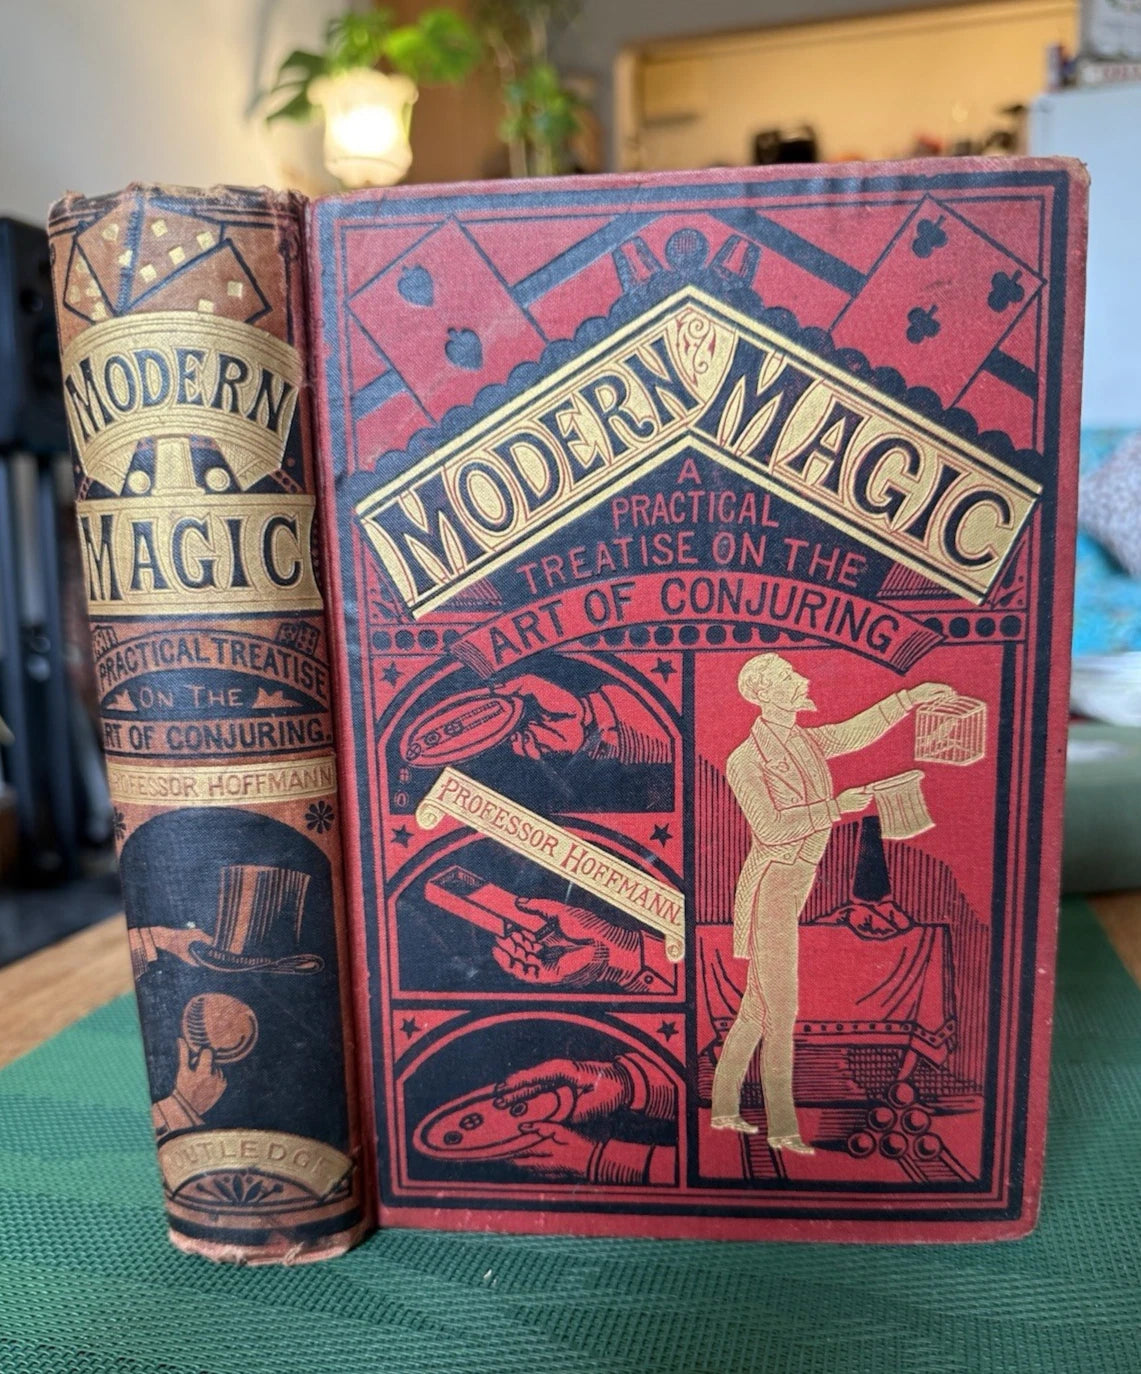 MODERN
MAGIC
PRACTICAL TREATISE
ON THE
ART OF CONJURING.
PROFESSOR HOFFMANN
ROUTLEDGE
MODERN MAGIC
A
PRACTICAL
TREATISE ON THE
ART OF CONJURING
PROFESSOR HOFFMANN.